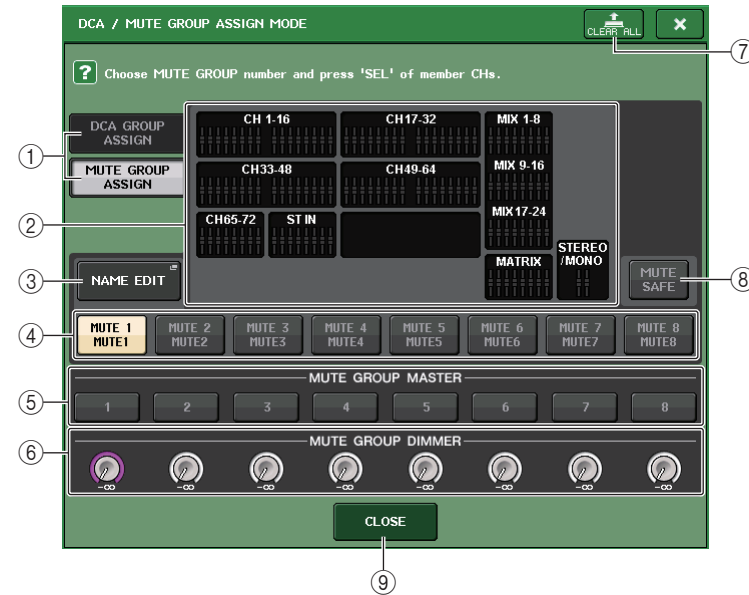 DCA / MUTE GROUP ASSIGN MODE
CLEAR ALL
×
7
? Choose MUTE GROUP number and press 'SEL' of member CHs.
1
DCA GROUP
ASSIGN
MUTE GROUP
ASSIGN
2
CH 1-16
CH17-32
MIX 1-8
CH33-48
CH49-64
MIX 9-16
CH65-72
ST IN
MIX17-24
MATRIX
STEREO
/MONO
3
NAME EDIT
MUTE
SAFE
8
4
MUTE 1
MUTE1
MUTE 2
MUTE2
MUTE 3
MUTE3
MUTE 4
MUTE4
MUTE 5
MUTE5
MUTE 6
MUTE6
MUTE 7
MUTE7
MUTE 8
MUTE8
MUTE GROUP MASTER
5
1 2 3 4 5 6 7 8
MUTE GROUP DIMMER
6
-∞ -∞ -∞ -∞ -∞ -∞ -∞ -∞
CLOSE
9